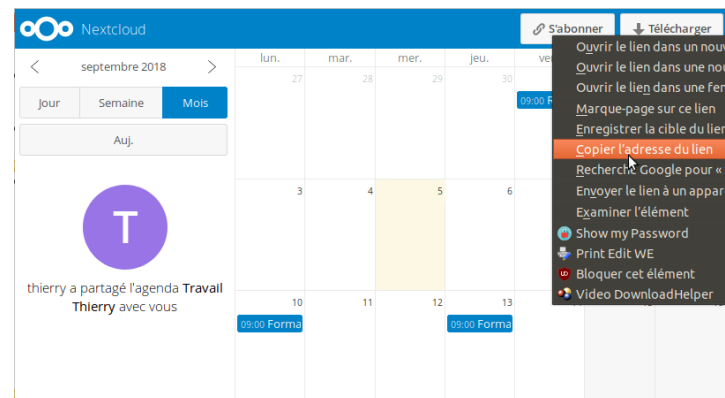 Nextcloud
S'abonner
Télécharger
septembre 2018
Jour Semaine Mois
Auj.
T
thierry a partagé l'agenda Travail
Thierry avec vous
lun. mar. mer. jeu.
27 28 29 30
09:00
3 4 5 6
10 11 12 13
09:00 Forma
09:00 Forma
Ouvrir le lien dans un
Ouvrir le lien dans une
Ouvrir le lien dans une
Marque-page sur ce lien
Enregistrer la cible du lien
Copier l'adresse du lien
Recherche Google pour «
Envoyer le lien à un
Examiner l'élément
Show my Password
Print Edit WE
Bloquer cet élément
Video DownloadHelper